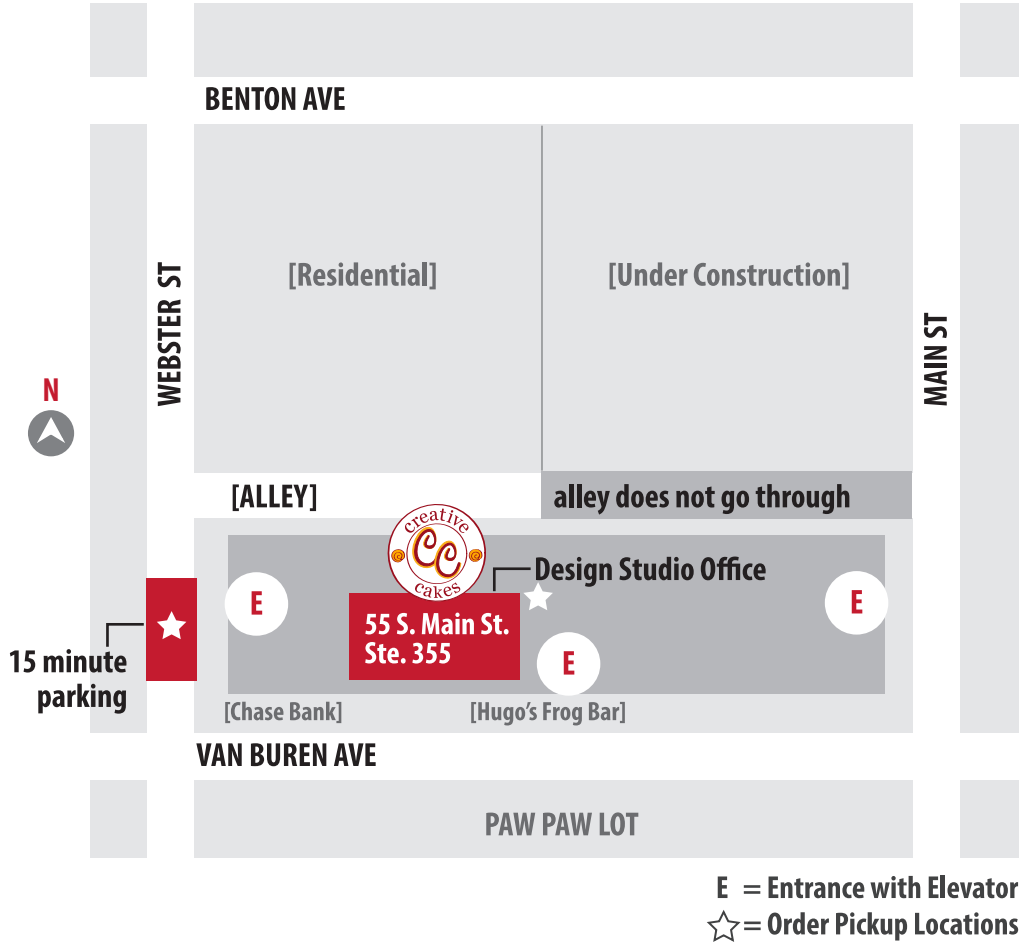 BENTON AVE
[Residential]
[Under Construction]
WEBSTER ST
MAIN ST
N
[ALLEY]
alley does not go through
creative
CC
cakes
Design Studio Office
E
E
55 S. Main St.
Ste. 355
E
15 minute
parking
[Chase Bank]
[Hugo's Frog Bar]
VAN BUREN AVE
PAW PAW LOT
E = Entrance with Elevator
☆ = Order Pickup Locations